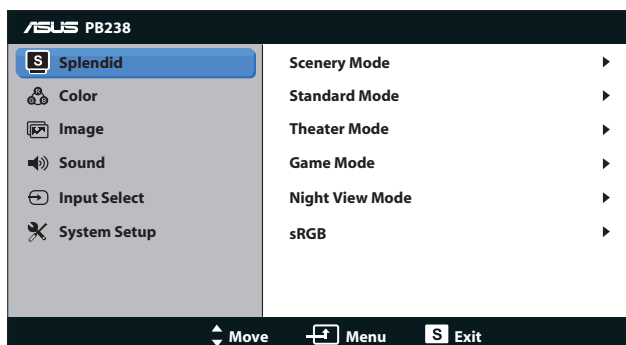 ASUS PB238
S Splendid
R G B Color
Image
Sound
Input Select
System Setup
Scenery Mode
Standard Mode
Theater Mode
Game Mode
Night View Mode
sRGB
Move Menu S Exit